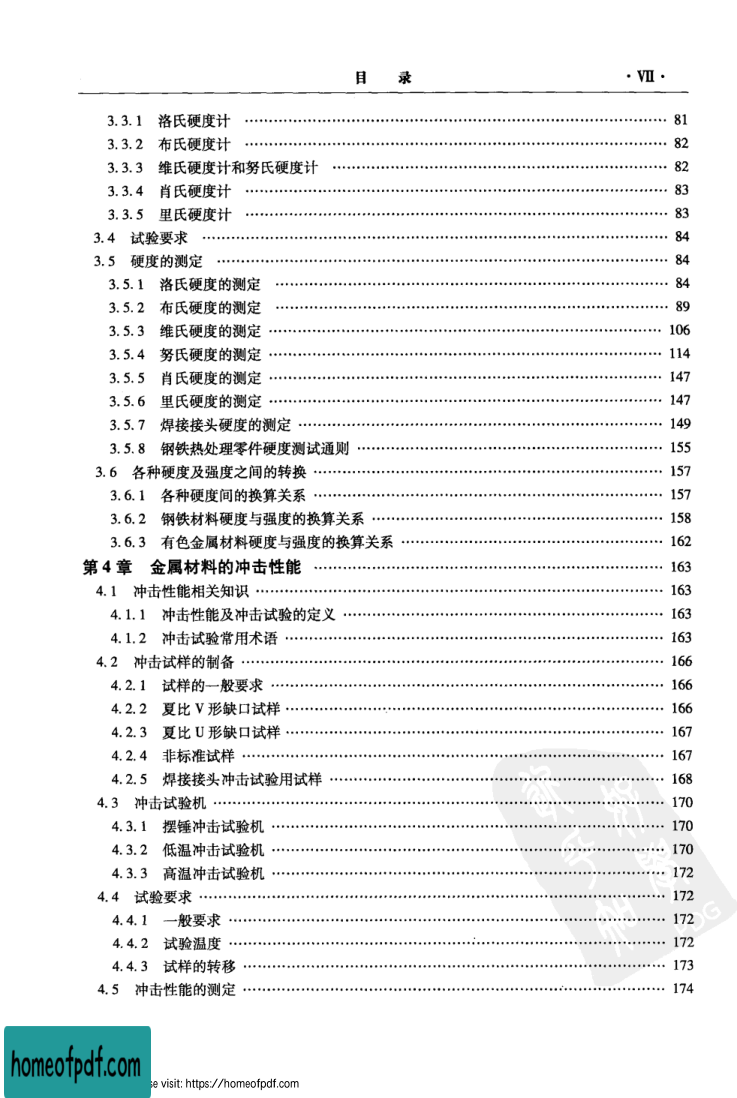 目 录 · Ⅶ ·
3.3.1 洛氏硬度计 …… 81
3.3.2 布氏硬度计 …… 82
3.3.3 维氏硬度计和努氏硬度计 …… 82
3.3.4 肖氏硬度计 …… 83
3.3.5 里氏硬度计 …… 83
3.4 试验要求 …… 84
3.5 硬度的测定 …… 84
3.5.1 洛氏硬度的测定 …… 84
3.5.2 布氏硬度的测定 …… 89
3.5.3 维氏硬度的测定 …… 106
3.5.4 努氏硬度的测定 …… 114
3.5.5 肖氏硬度的测定 …… 147
3.5.6 里氏硬度的测定 …… 147
3.5.7 焊接接头硬度的测定 …… 149
3.5.8 钢铁热处理零件硬度测试通则 …… 155
3.6 各种硬度及强度之间的转换 …… 157
3.6.1 各种硬度间的换算关系 …… 157
3.6.2 钢铁材料硬度与强度的换算关系 …… 158
3.6.3 有色金属材料硬度与强度的换算关系 …… 162
第4章 金属材料的冲击性能 …… 163
4.1 冲击性能相关知识 …… 163
4.1.1 冲击性能及冲击试验的定义 …… 163
4.1.2 冲击试验常用术语 …… 163
4.2 冲击试样的制备 …… 166
4.2.1 试样的一般要求 …… 166
4.2.2 夏比V形缺口试样 …… 166
4.2.3 夏比U形缺口试样 …… 167
4.2.4 非标准试样 …… 167
4.2.5 焊接接头冲击试验用试样 …… 168
4.3 冲击试验机 …… 170
4.3.1 摆锤冲击试验机 …… 170
4.3.2 低温冲击试验机 …… 170
4.3.3 高温冲击试验机 …… 172
4.4 试验要求 …… 172
4.4.1 一般要求 …… 172
4.4.2 试验温度 …… 172
4.4.3 试样的转移 …… 173
4.5 冲击性能的测定 …… 174
PDG
homeofpdf.com
se visit: https://homeofpdf.com